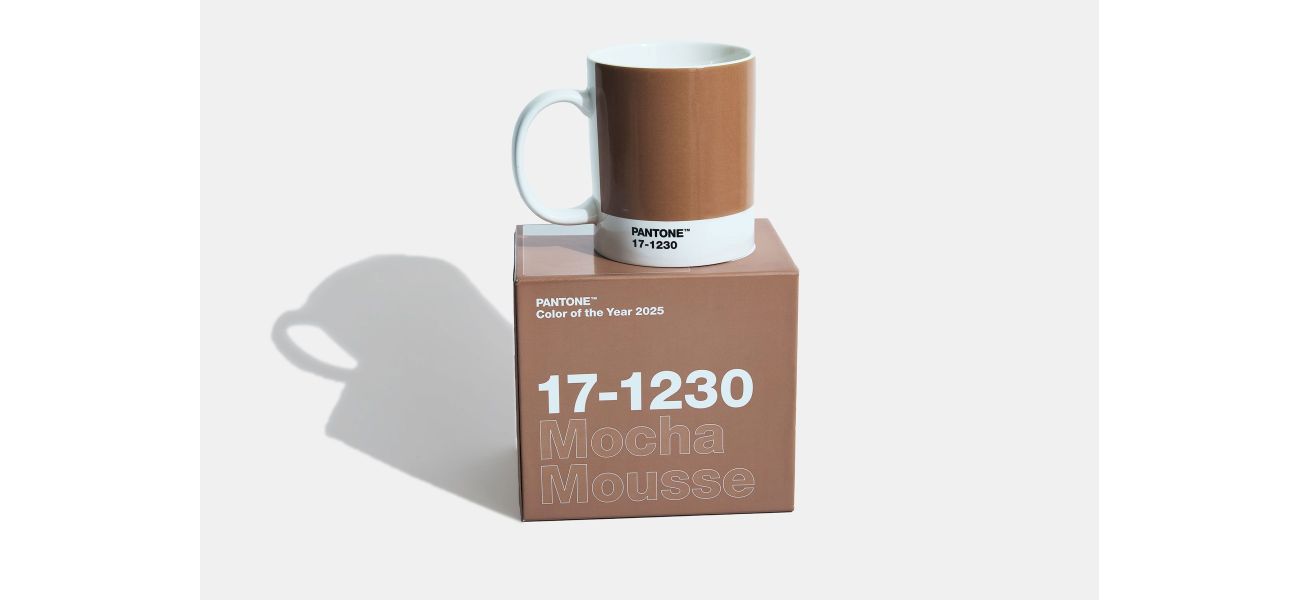 PANTONE™
17-1230
PANTONE™
Color of the Year 2025
17-1230
Mocha
Mousse